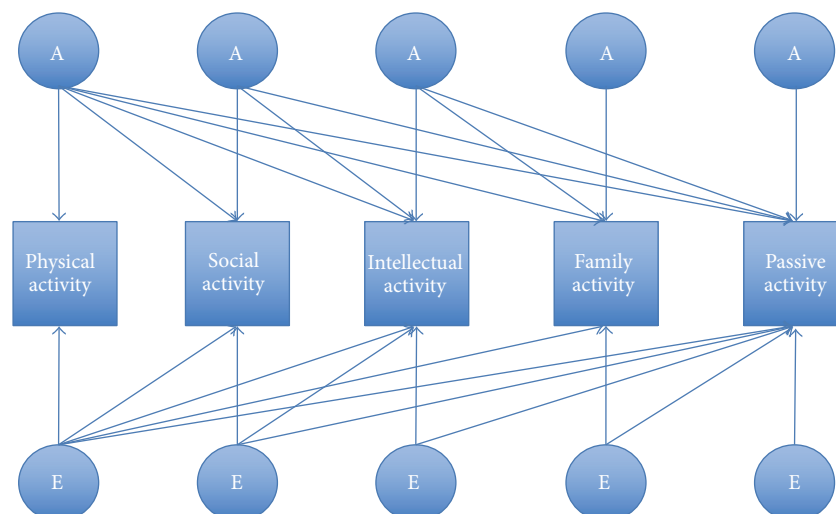 A
A
A
A
A
Physical
activity
Social
activity
Intellectual
activity
Family
activity
Passive
activity
E
E
E
E
E